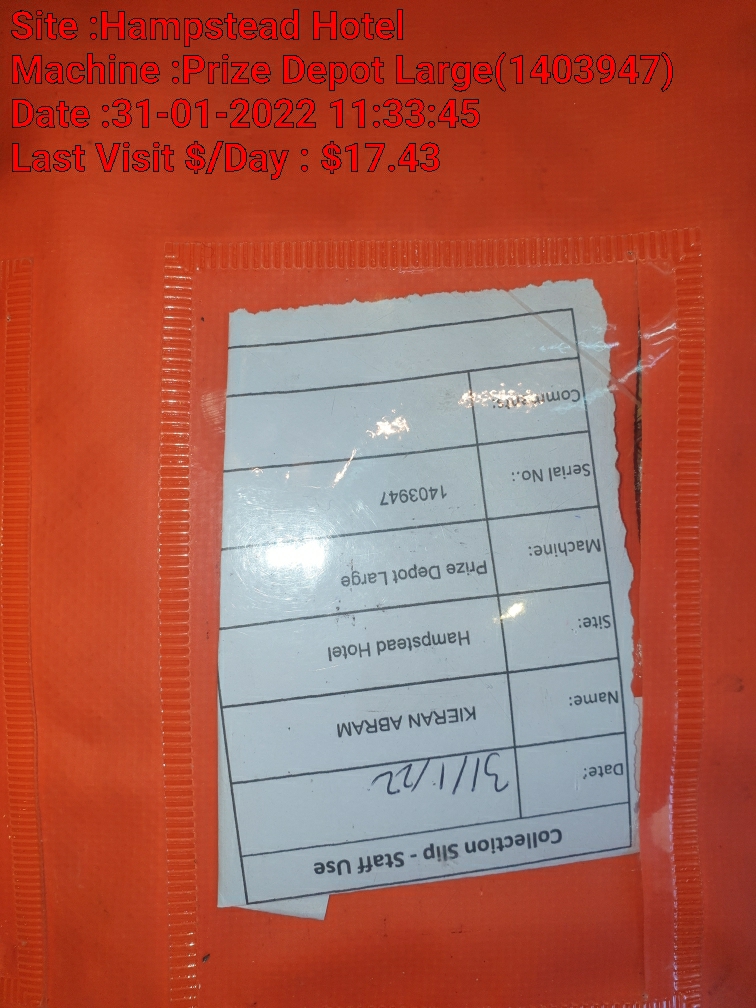 Site :Hampstead Hotel
Machine :Prize Depot Large(1403947)
Date :31-01-2022 11:33:45
Last Visit $/Day : $17.43
Collection Slip - Staff Use
Date: 31/1/22
Name: KIERAN ABRAM
Site: Hampstead Hotel
Machine: Prize Depot Large
Serial No.: 1403947
Comments: